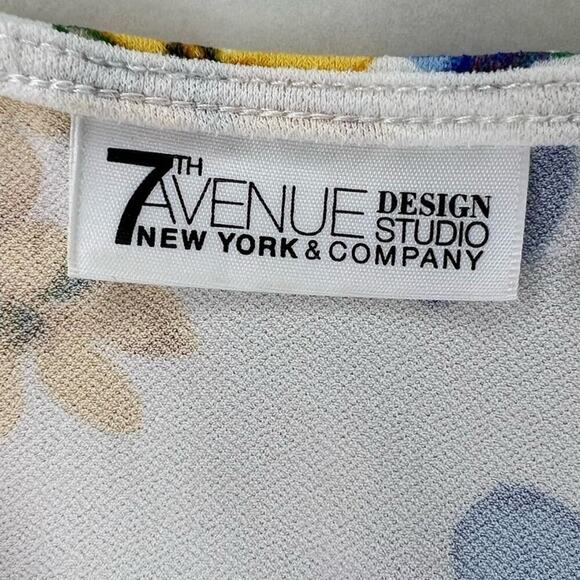 7TH AVENUE DESIGN STUDIO
NEW YORK & COMPANY